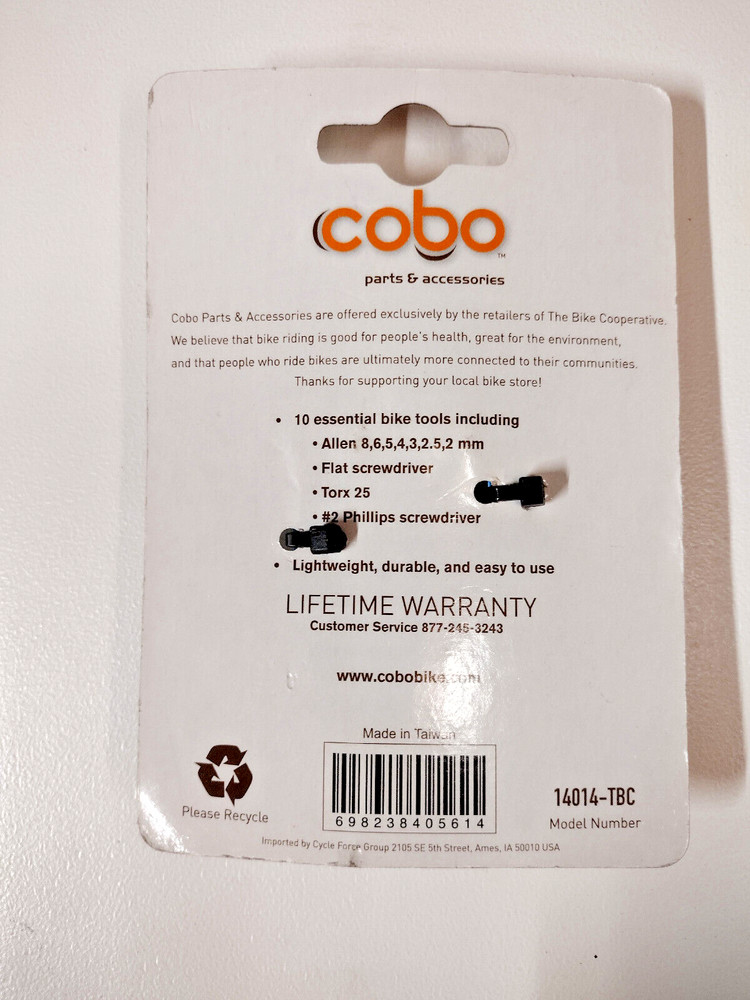 cobo
TM
parts & accessories
Cobo Parts & Accessories are offered exclusively by the retailers of The Bike Cooperative.
We believe that bike riding is good for people's health, great for the environment,
and that people who ride bikes are ultimately more connected to their communities.
Thanks for supporting your local bike store!
• 10 essential bike tools including
• Allen 8,6,5,4,3,2.5,2 mm
• Flat screwdriver
• Torx 25
• #2 Phillips screwdriver
• Lightweight, durable, and easy to use
LIFETIME WARRANTY
Customer Service 877-245-3243
www.cobobike.com
Made in Taiwan
698238405614
Please Recycle
14014-TBC
Model Number
Imported by Cycle Force Group 2105 SE 5th Street, Ames, IA 50010 USA